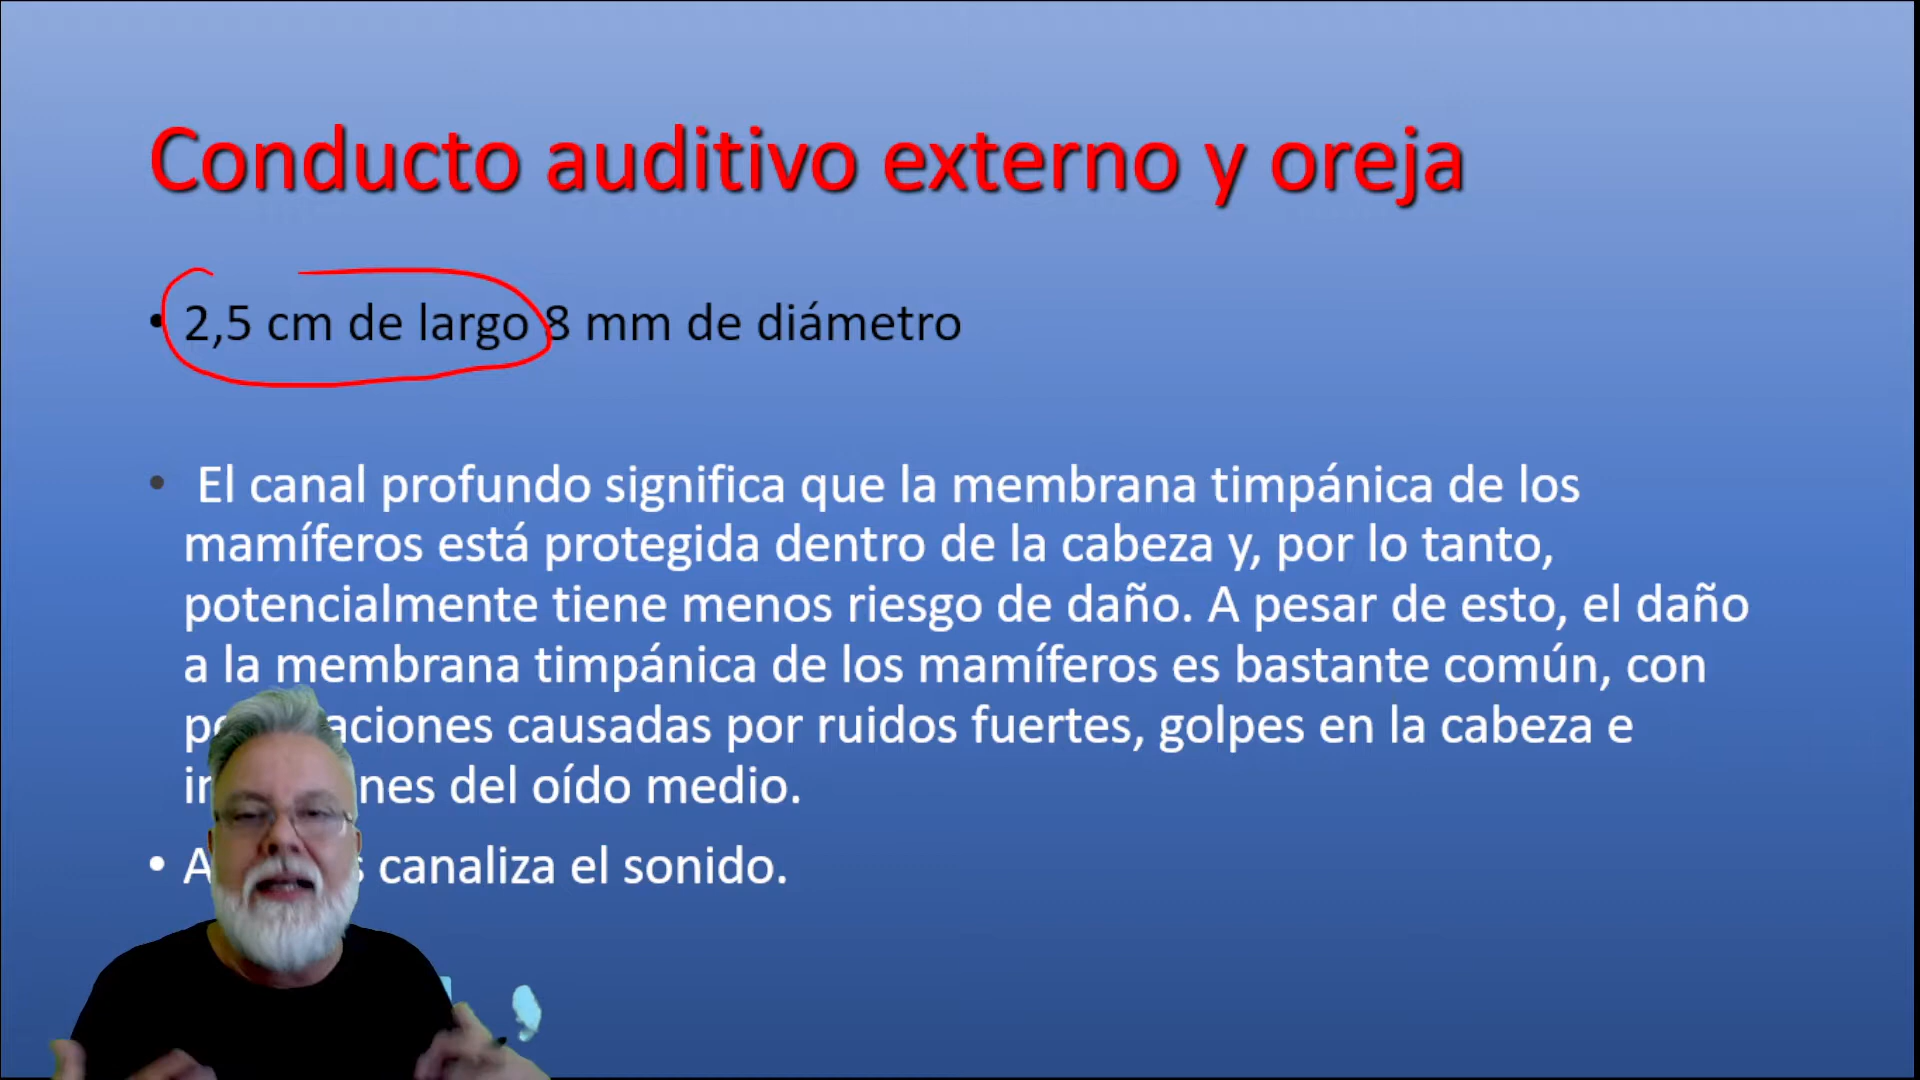 Conducto auditivo externo y oreja
• 2,5 cm de largo 8 mm de diámetro
• El canal profundo significa que la membrana timpánica de los
mamíferos está protegida dentro de la cabeza y, por lo tanto,
potencialmente tiene menos riesgo de daño. A pesar de esto, el daño
a la membrana timpánica de los mamíferos es bastante común, con
causadas por ruidos fuertes, golpes en la cabeza e
del oído medio.
• canaliza el sonido.